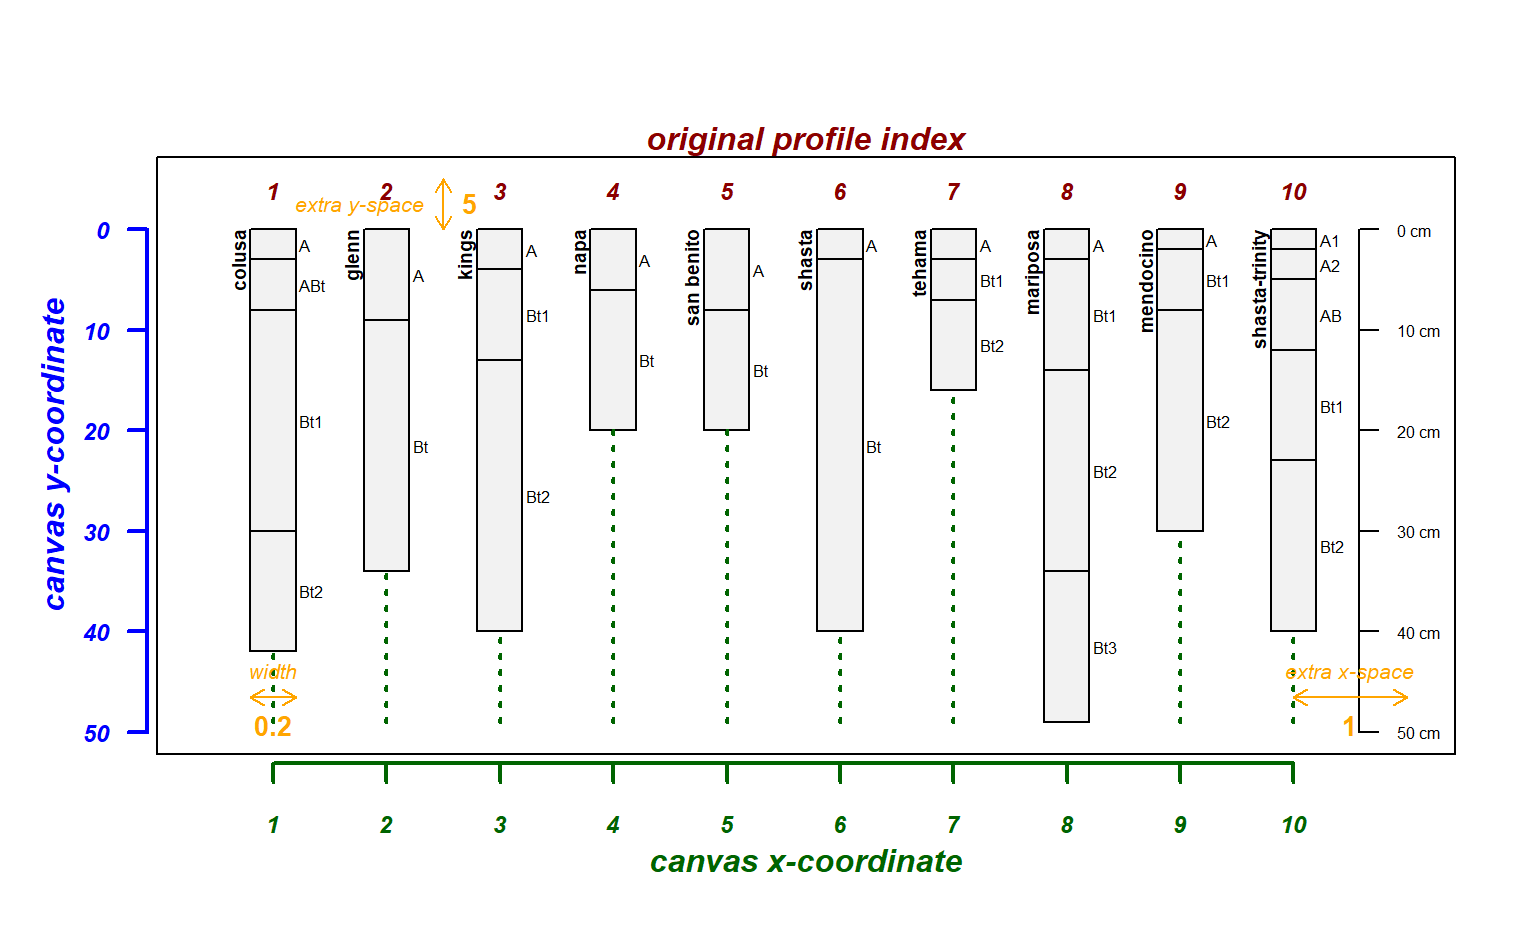 original profile index
1 2 3 4 5 6 7 8 9 10
extra y-space 5
canvas y-coordinate
0
10
20
30
40
50
colusa
A
ABt
Bt1
Bt2
glenn
A
Bt
kings
A
Bt1
Bt2
napa
A
Bt
san benito
A
Bt
shasta
A
Bt
tehama
A
Bt1
Bt2
mariposa
A
Bt1
Bt2
Bt3
mendocino
A
Bt1
Bt2
shasta-trinity
A1
A2
AB
Bt1
Bt2
0 cm
10 cm
20 cm
30 cm
40 cm
50 cm
width
0.2
extra x-space
1
1 2 3 4 5 6 7 8 9 10
canvas x-coordinate